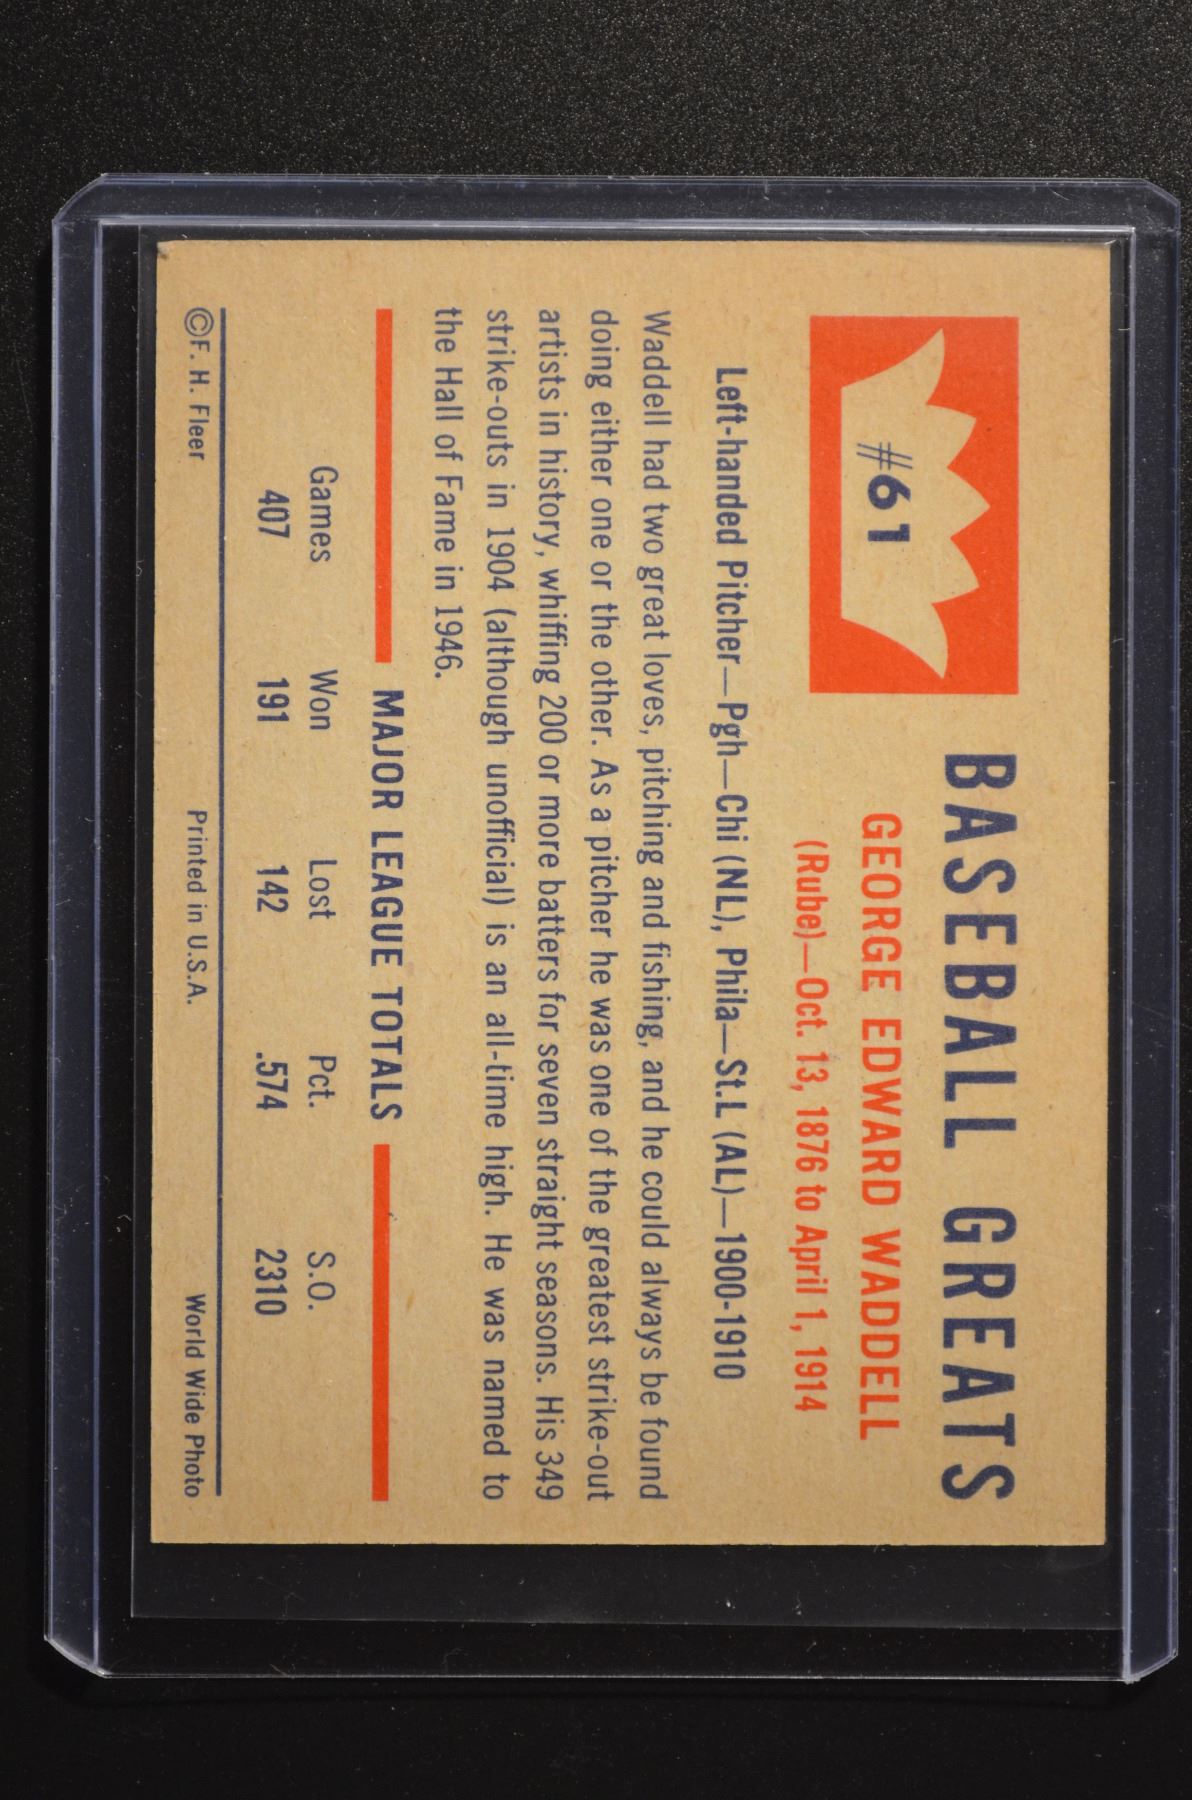 #61
BASEBALL GREATS
GEORGE EDWARD WADDELL
(Rube)—Oct. 13, 1876 to April 1, 1914
Left-handed Pitcher—Pgh—Chi (NL), Phila—St.L (AL)—1900-1910
Waddell had two great loves, pitching and fishing, and he could always be found
doing either one or the other. As a pitcher he was one of the greatest strike-out
artists in history, whiffing 200 or more batters for seven straight seasons. His 349
strike-outs in 1904 (although unofficial) is an all-time high. He was named to
the Hall of Fame in 1946.
MAJOR LEAGUE TOTALS
Games Won Lost Pct. S.O.
407 191 142 .574 2310
©F. H. Fleer Printed in U.S.A. World Wide Photo